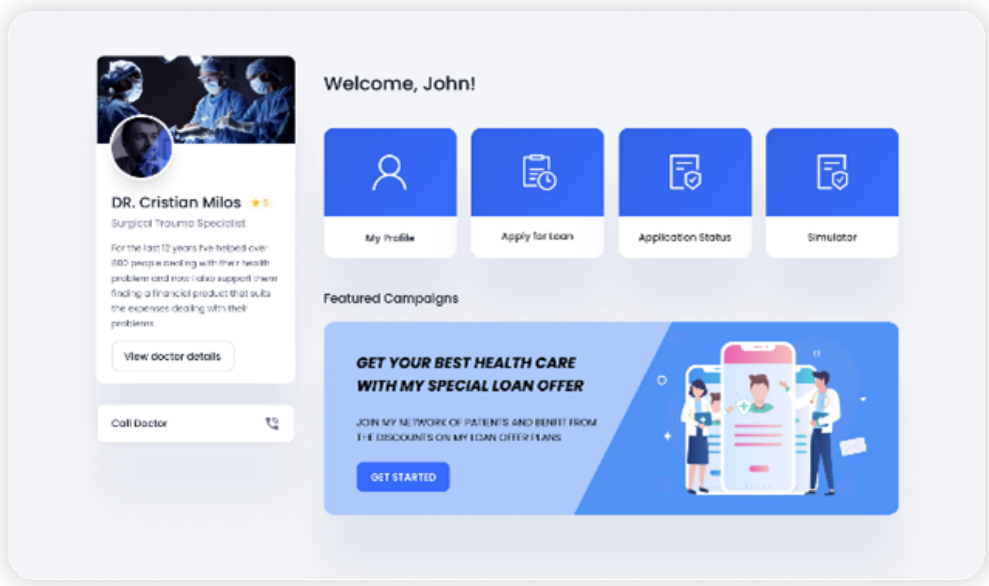 DR. Cristian Milos ★ 5
Surgical Trauma Specialist
For the last 12 years I've helped over
880 people dealing with their health
problem and now I also support them
finding a financial product that suits
the expenses dealing with their
problems.
View doctor details
Call Doctor
Welcome, John!
My Profile
Apply for Loan
Application Status
Simulator
Featured Campaigns
GET YOUR BEST HEALTH CARE
WITH MY SPECIAL LOAN OFFER
JOIN MY NETWORK OF PATIENTS AND BENEFIT FROM
THE DISCOUNTS ON MY LOAN OFFER PLANS
GET STARTED